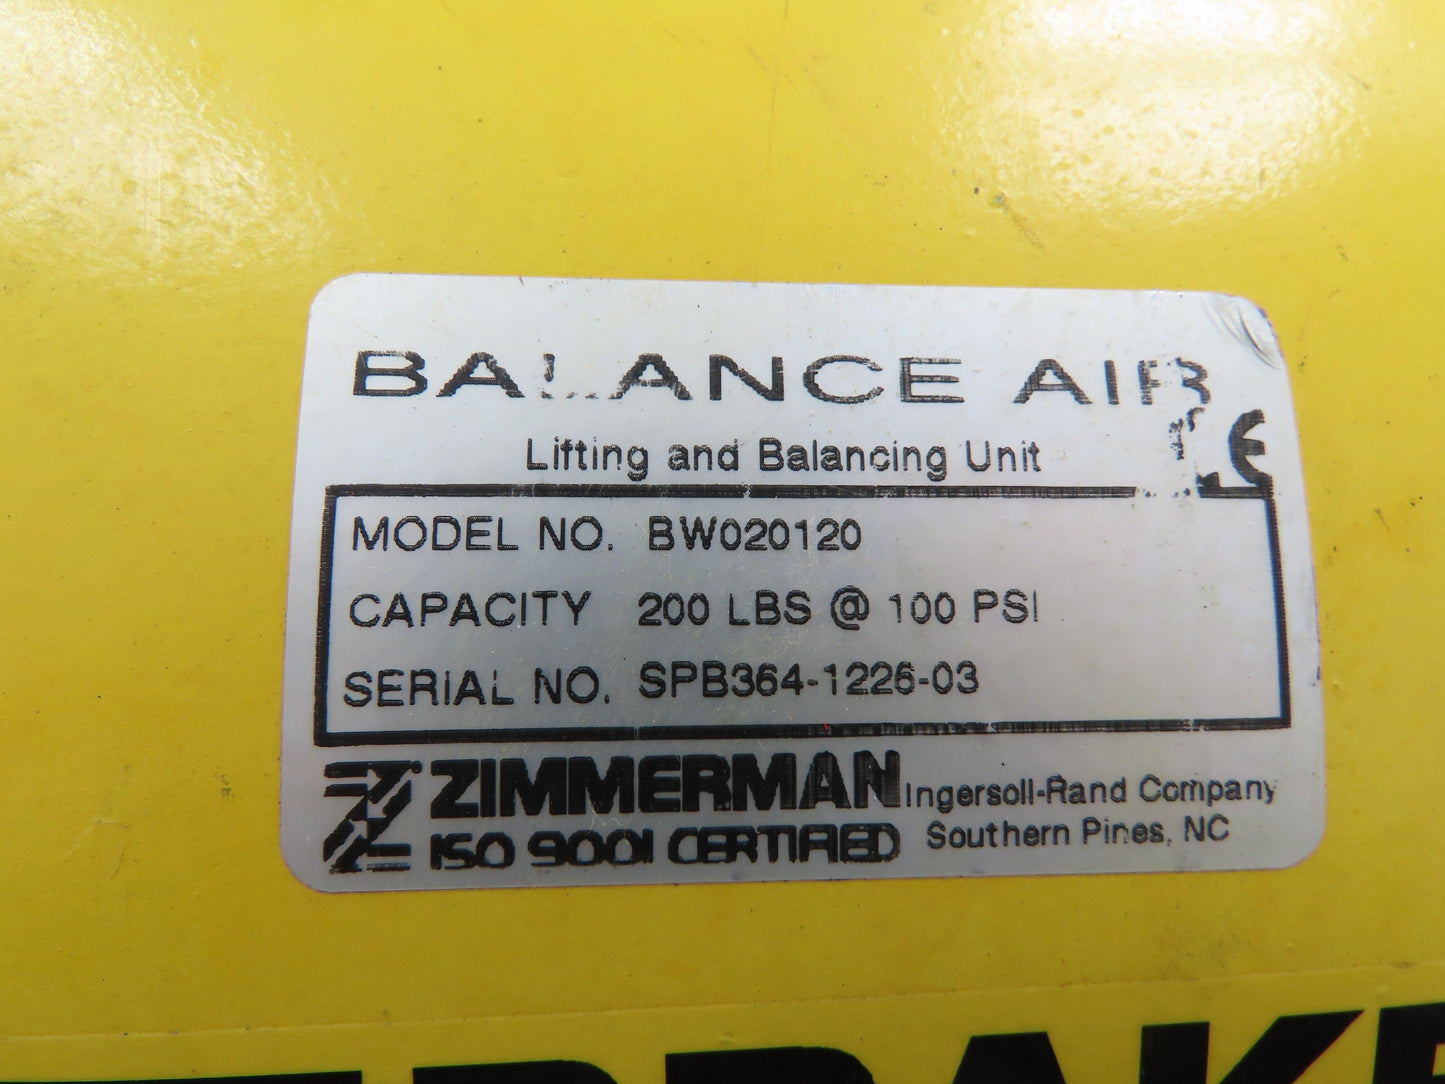 BALANCE AIR
CE
Lifting and Balancing Unit
MODEL NO. BW020120
CAPACITY 200 LBS @ 100 PSI
SERIAL NO. SPB364-1226-03
ZIMMERMAN Ingersoll-Rand Company
ISO 9001 CERTIFIED Southern Pines, NC